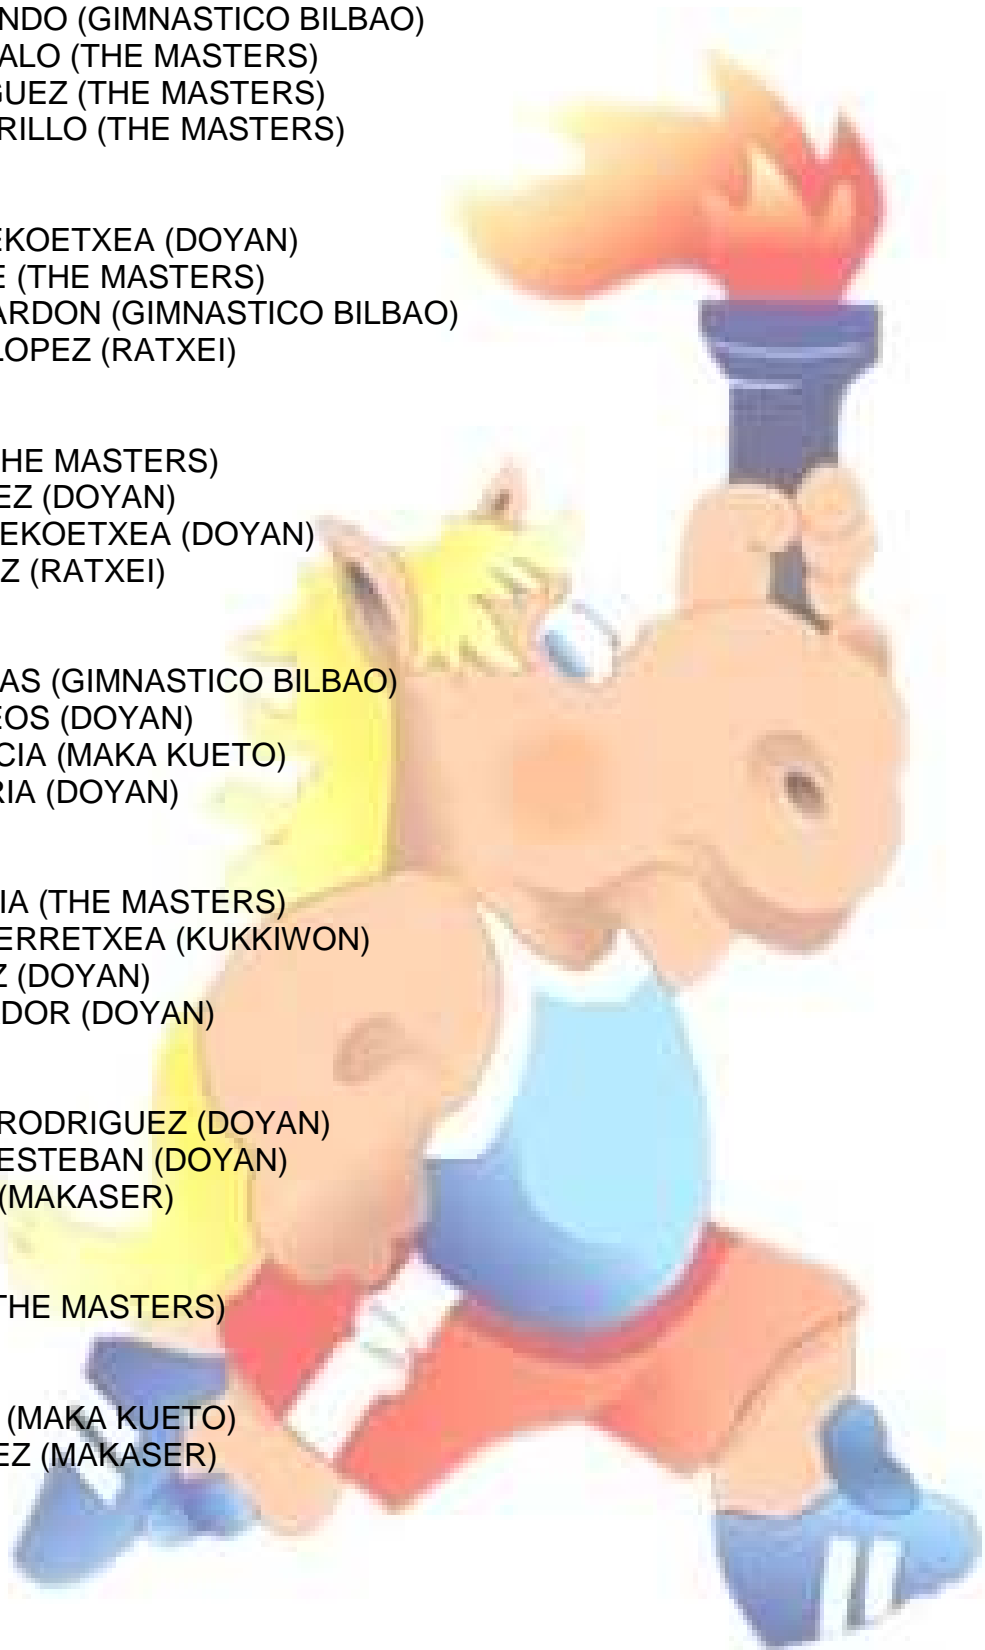 NDO (GIMNASTICO BILBAO)
ALO (THE MASTERS)
GUEZ (THE MASTERS)
RILLO (THE MASTERS)
EKOETXEA (DOYAN)
E (THE MASTERS)
ARDON (GIMNASTICO BILBAO)
LOPEZ (RATXEI)
THE MASTERS)
EZ (DOYAN)
EKOETXEA (DOYAN)
Z (RATXEI)
AS (GIMNASTICO BILBAO)
EOS (DOYAN)
CIA (MAKA KUETO)
RIA (DOYAN)
IA (THE MASTERS)
ERRETXEA (KUKKIWON)
Z (DOYAN)
DOR (DOYAN)
RODRIGUEZ (DOYAN)
ESTEBAN (DOYAN)
(MAKASER)
THE MASTERS)
(MAKA KUETO)
EZ (MAKASER)